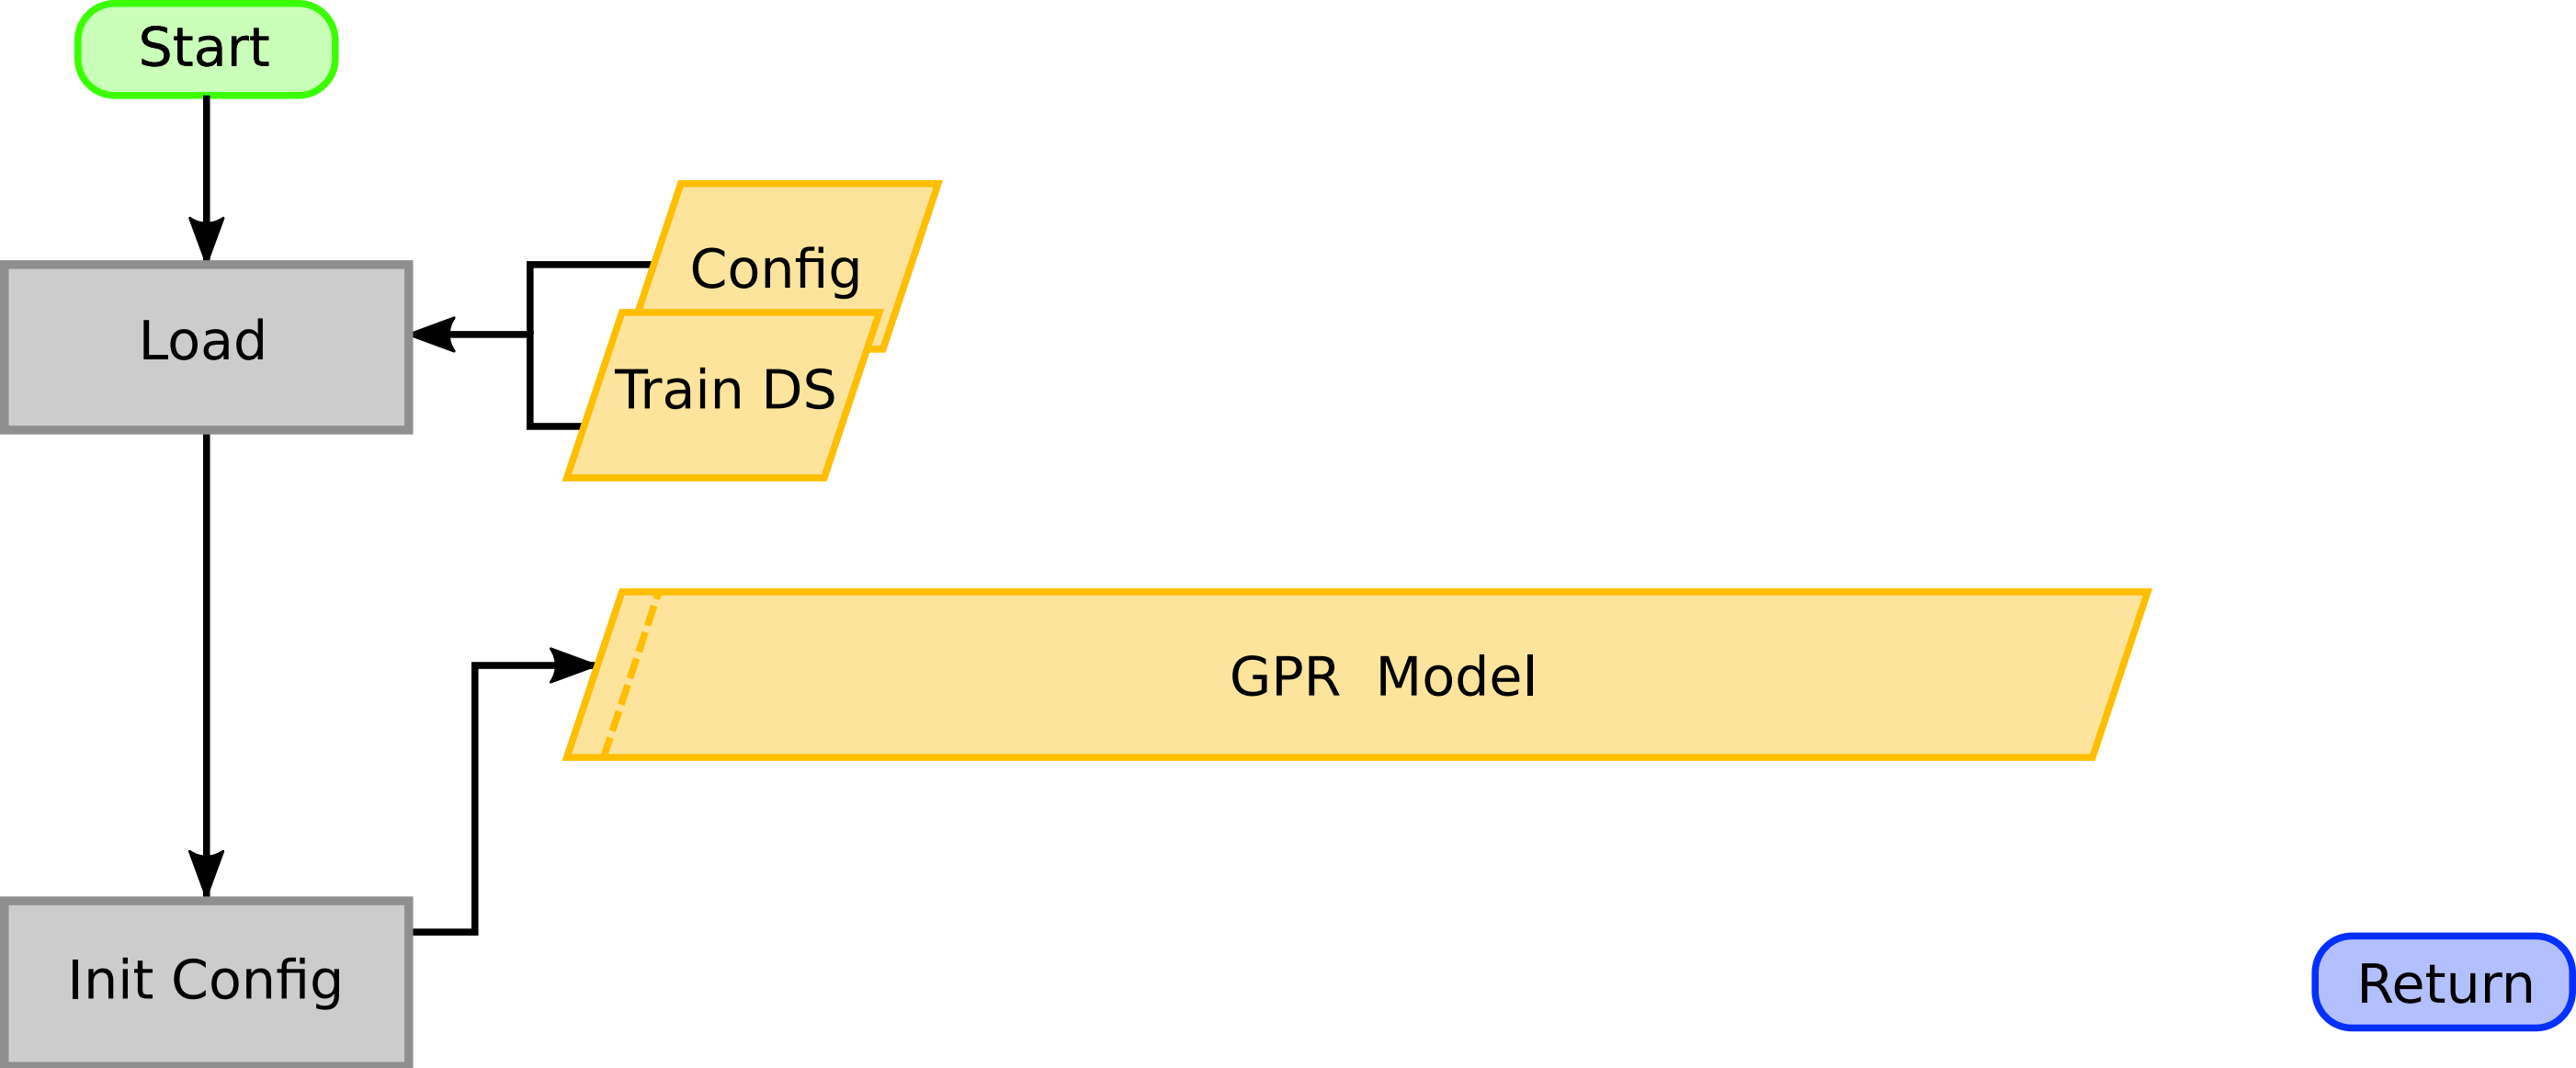 Start
Config
Load
Train DS
GPR Model
Init Config
Return